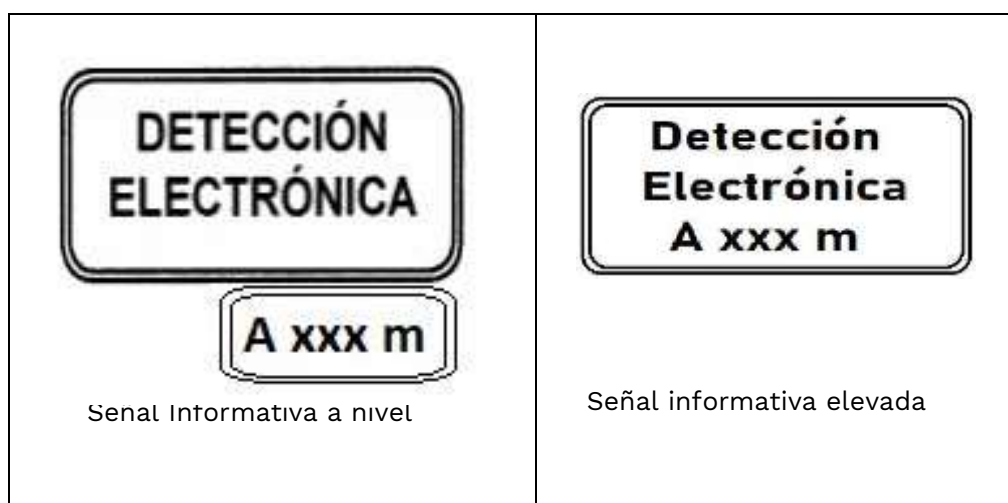 DETECCIÓN
ELECTRÓNICA
A xxx m
Señal Informativa a nivel
Detección
Electrónica
A xxx m
Señal informativa elevada